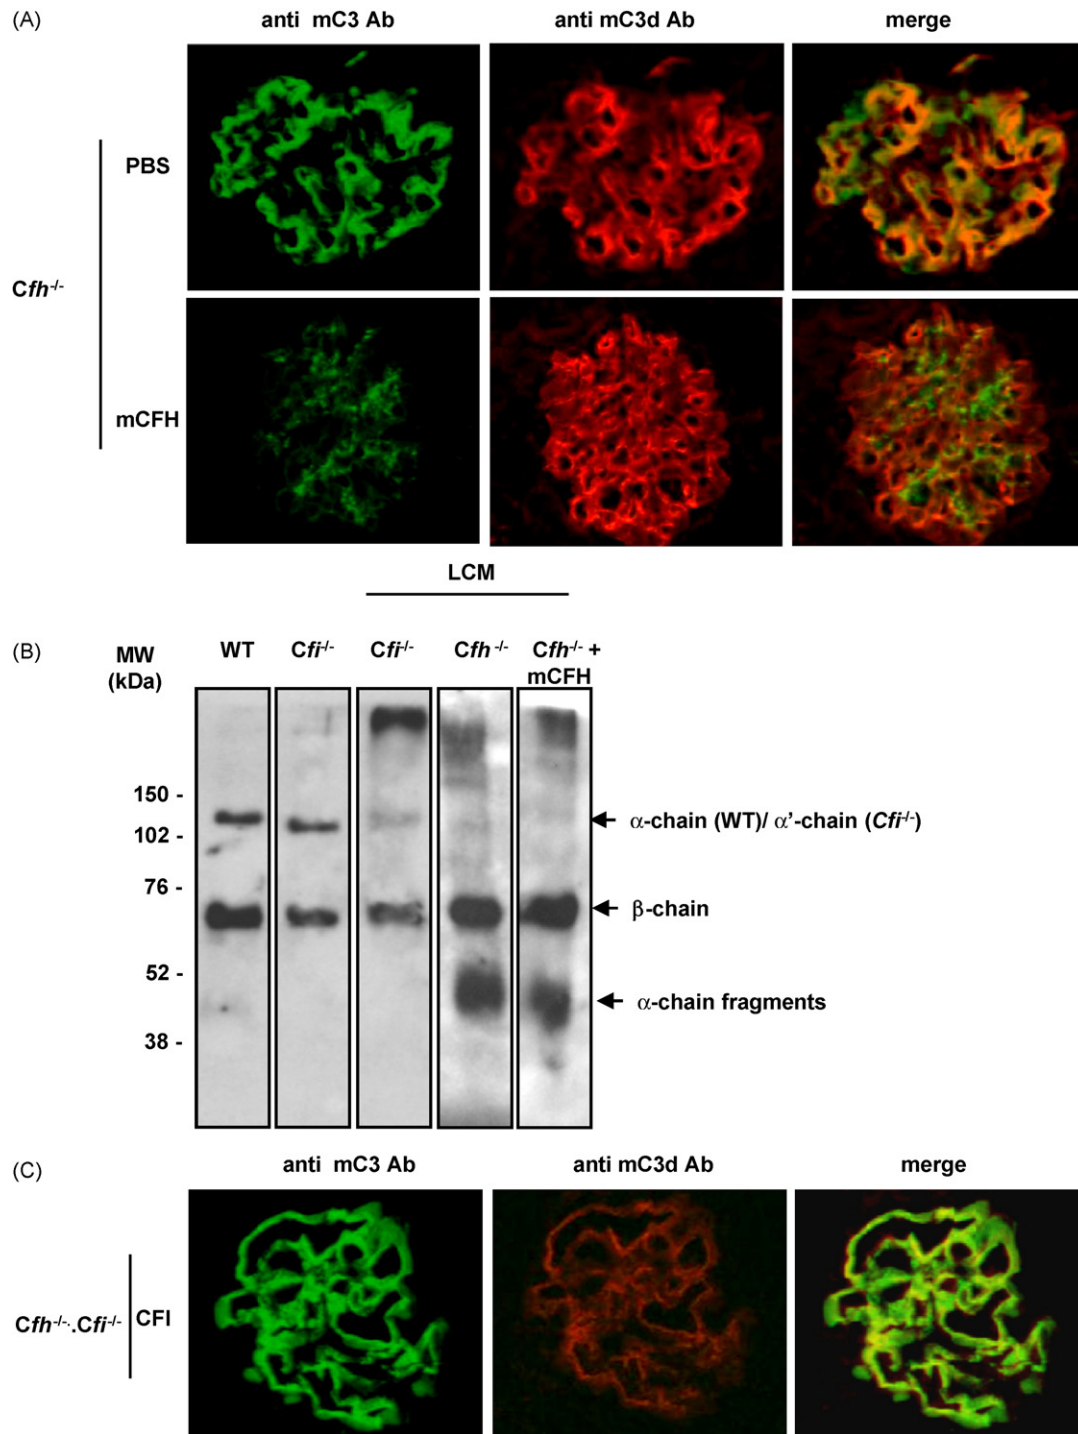 (A) anti mC3 Ab anti mC3d Ab merge
PBS
Cfh-/-
mCFH
LCM
(B) MW (kDa) WT Cfi-/- Cfi-/- Cfh-/- Cfh-/- + mCFH
150 -
α-chain (WT)/ α’-chain (Cfi-/-)
102 -
76 -
β-chain
52 -
α-chain fragments
38 -
(C) anti mC3 Ab anti mC3d Ab merge
Cfh-/-.Cfi-/- CFI